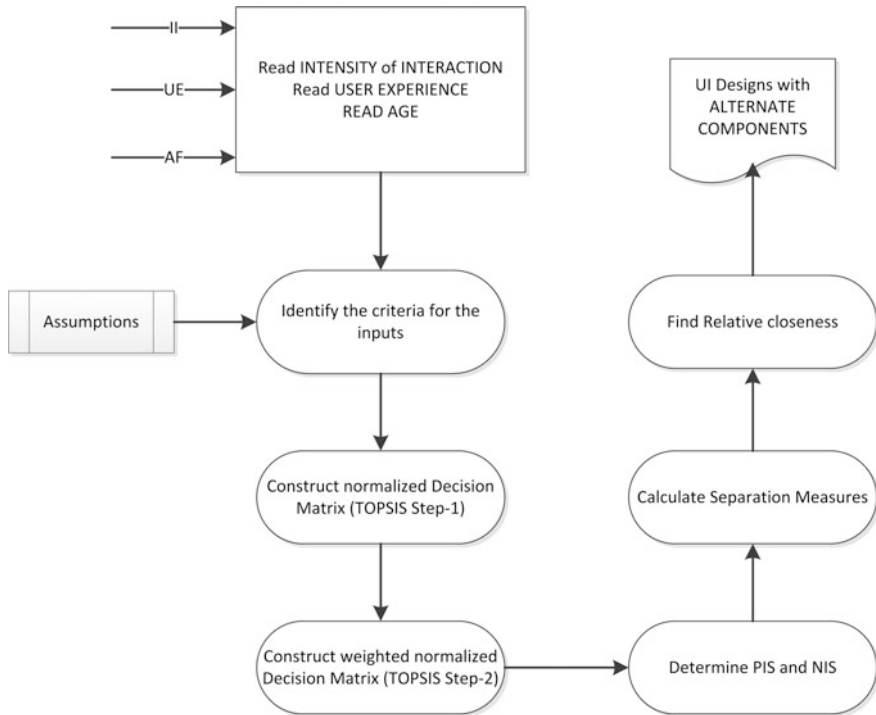 II
UE
AF
Read INTENSITY of INTERACTION
Read USER EXPERIENCE
READ AGE
Assumptions
Identify the criteria for the
inputs
Construct normalized Decision
Matrix (TOPSIS Step-1)
Construct weighted normalized
Decision Matrix (TOPSIS Step-2)
Determine PIS and NIS
Calculate Separation Measures
Find Relative closeness
UI Designs with
ALTERNATE
COMPONENTS